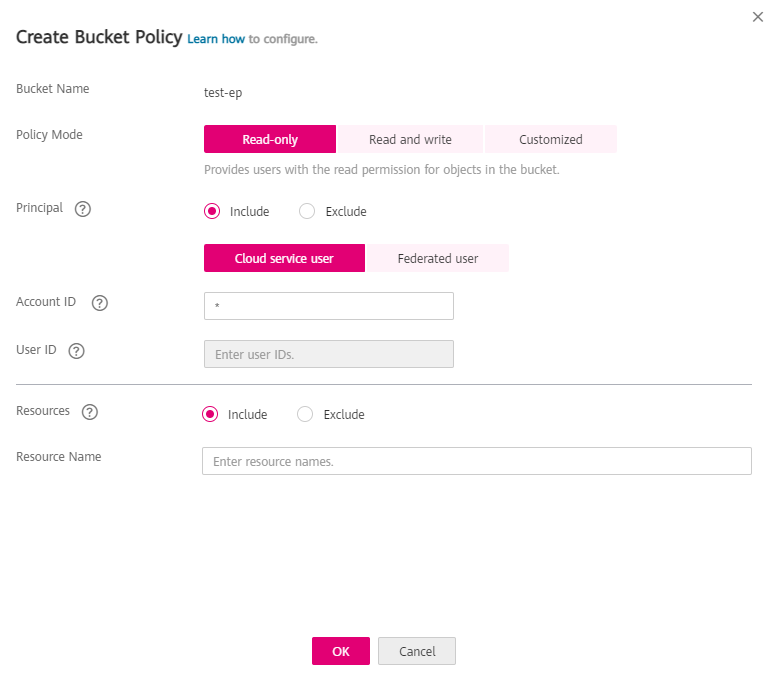 Create Bucket Policy Learn how to configure.
Bucket Name test-ep
Policy Mode Read-only Read and write Customized
Provides users with the read permission for objects in the bucket.
Principal ? Include Exclude
Cloud service user Federated user
Account ID ? *
User ID ? Enter user IDs.
Resources ? Include Exclude
Resource Name Enter resource names.
OK Cancel